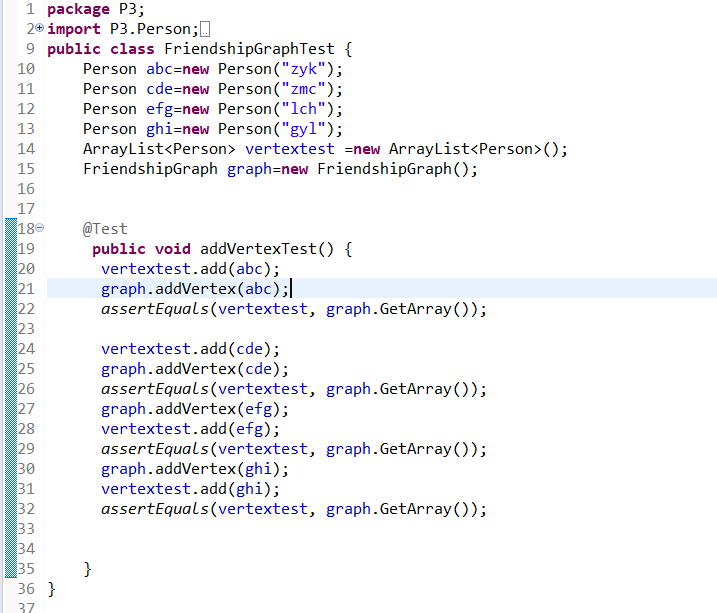 1 package P3;
2 import P3.Person;
9 public class FriendshipGraphTest {
10 Person abc=new Person("zyk");
11 Person cde=new Person("zmc");
12 Person efg=new Person("lch");
13 Person ghi=new Person("gyl");
14 ArrayList<Person> vertextest =new ArrayList<Person>();
15 FriendshipGraph graph=new FriendshipGraph();
16
17
18 @Test
19 public void addVertexTest() {
20 vertextest.add(abc);
21 graph.addVertex(abc);
22 assertEquals(vertextest, graph.GetArray());
23
24 vertextest.add(cde);
25 graph.addVertex(cde);
26 assertEquals(vertextest, graph.GetArray());
27 graph.addVertex(efg);
28 vertextest.add(efg);
29 assertEquals(vertextest, graph.GetArray());
30 graph.addVertex(ghi);
31 vertextest.add(ghi);
32 assertEquals(vertextest, graph.GetArray());
33
34
35 }
36 }
37